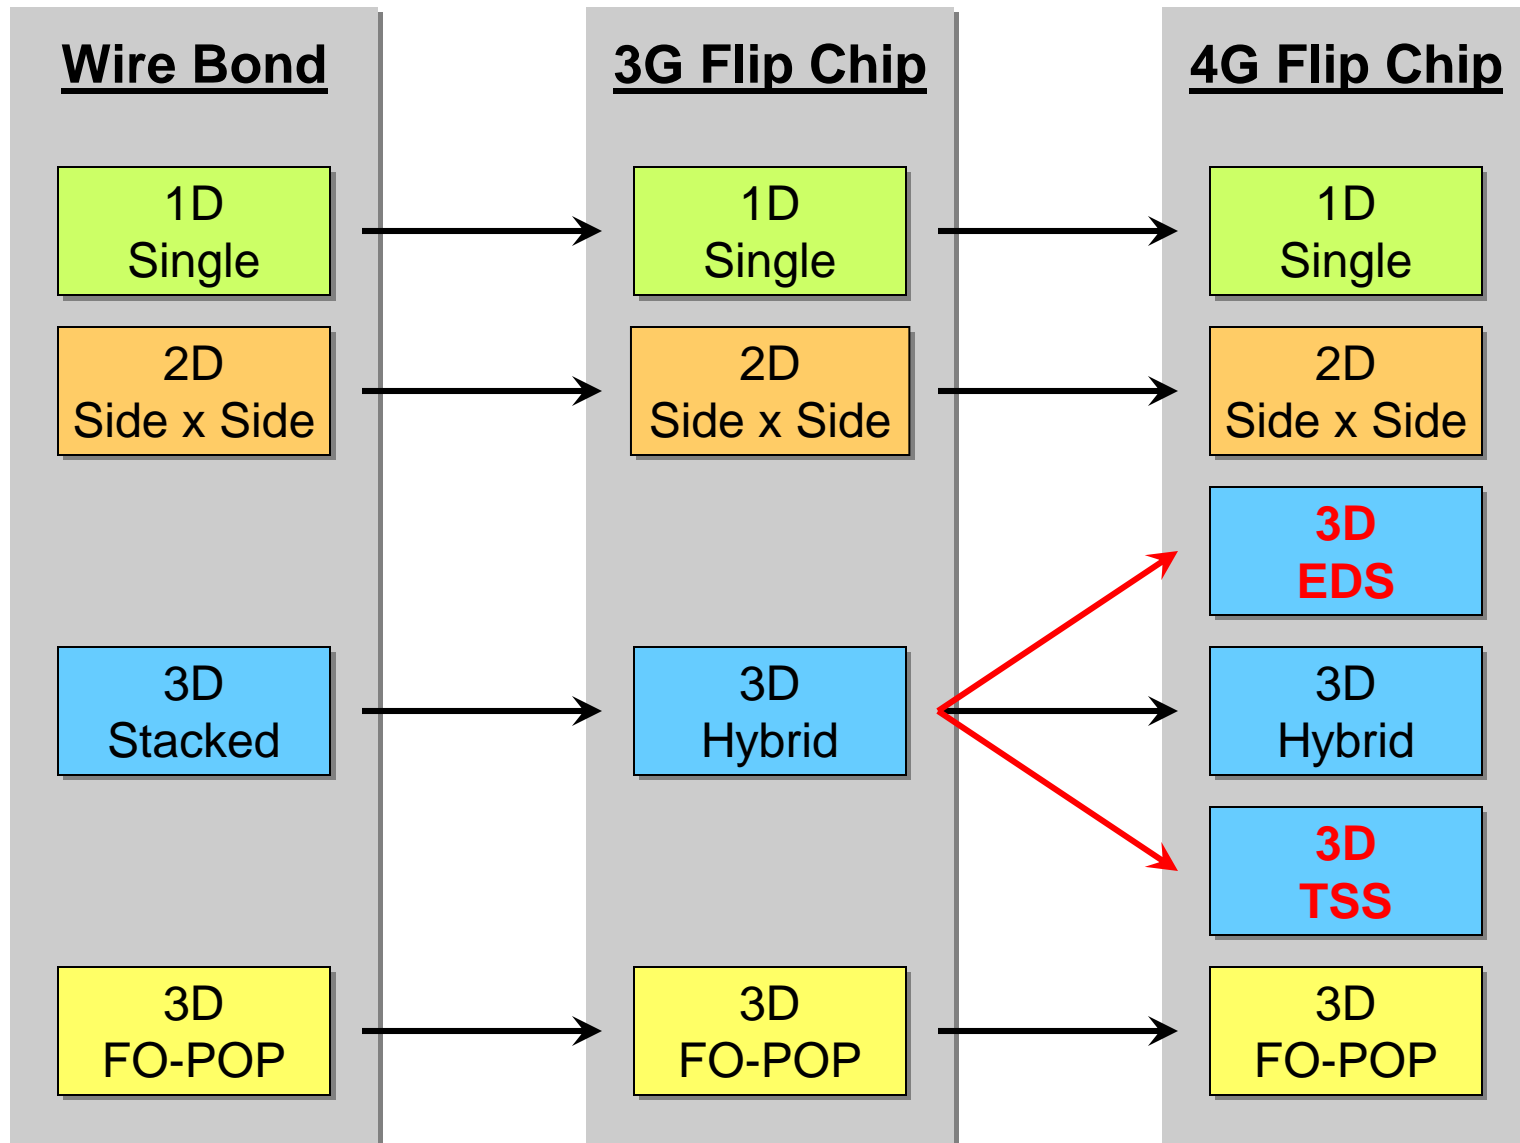 Wire Bond
3G Flip Chip
4G Flip Chip
1D
Single
1D
Single
1D
Single
2D
Side x Side
2D
Side x Side
2D
Side x Side
3D
EDS
3D
Stacked
3D
Hybrid
3D
Hybrid
3D
TSS
3D
FO-POP
3D
FO-POP
3D
FO-POP